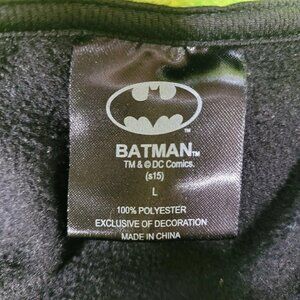 BATMAN™
TM & © DC Comics.
(s15)
L
100% POLYESTER
EXCLUSIVE OF DECORATION
MADE IN CHINA